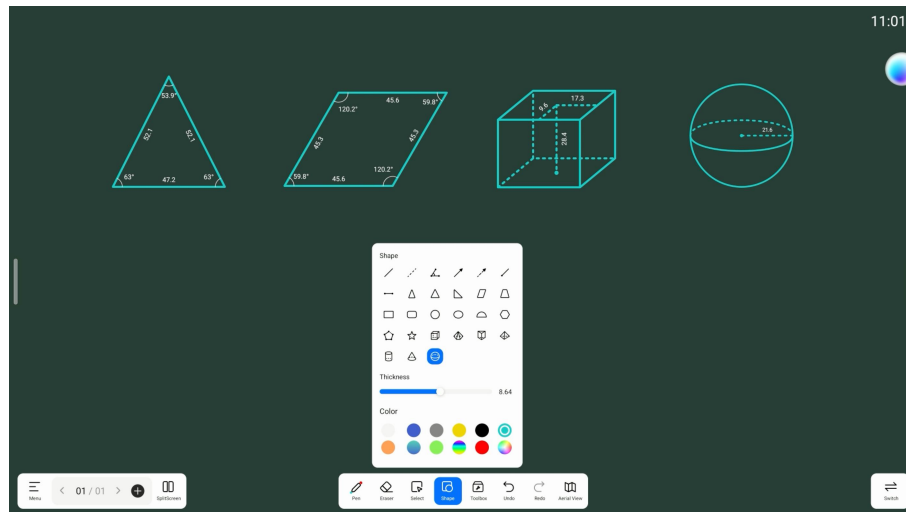 11:01
53.9°
52.1
52.1
63°
47.2
63°
120.2°
45.6
59.8°
45.3
45.3
59.8°
45.6
120.2°
9.6
17.3
28.4
21.6
Shape
Thickness
8.64
Color
Menu
01 / 01
SplitScreen
Pen
Eraser
Select
Shape
Toolbox
Undo
Redo
Aerial View
Switch